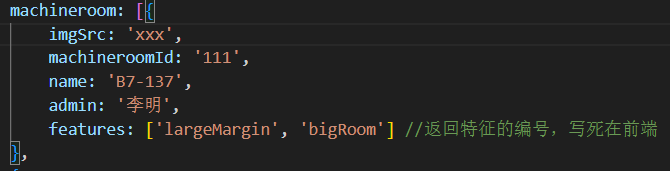 machineroom: [{
imgSrc: 'xxx',
machineroomId: '111',
name: 'B7-137',
admin: '李明',
features: ['largeMargin', 'bigRoom'] //返回特征的编号，写死在前端
},